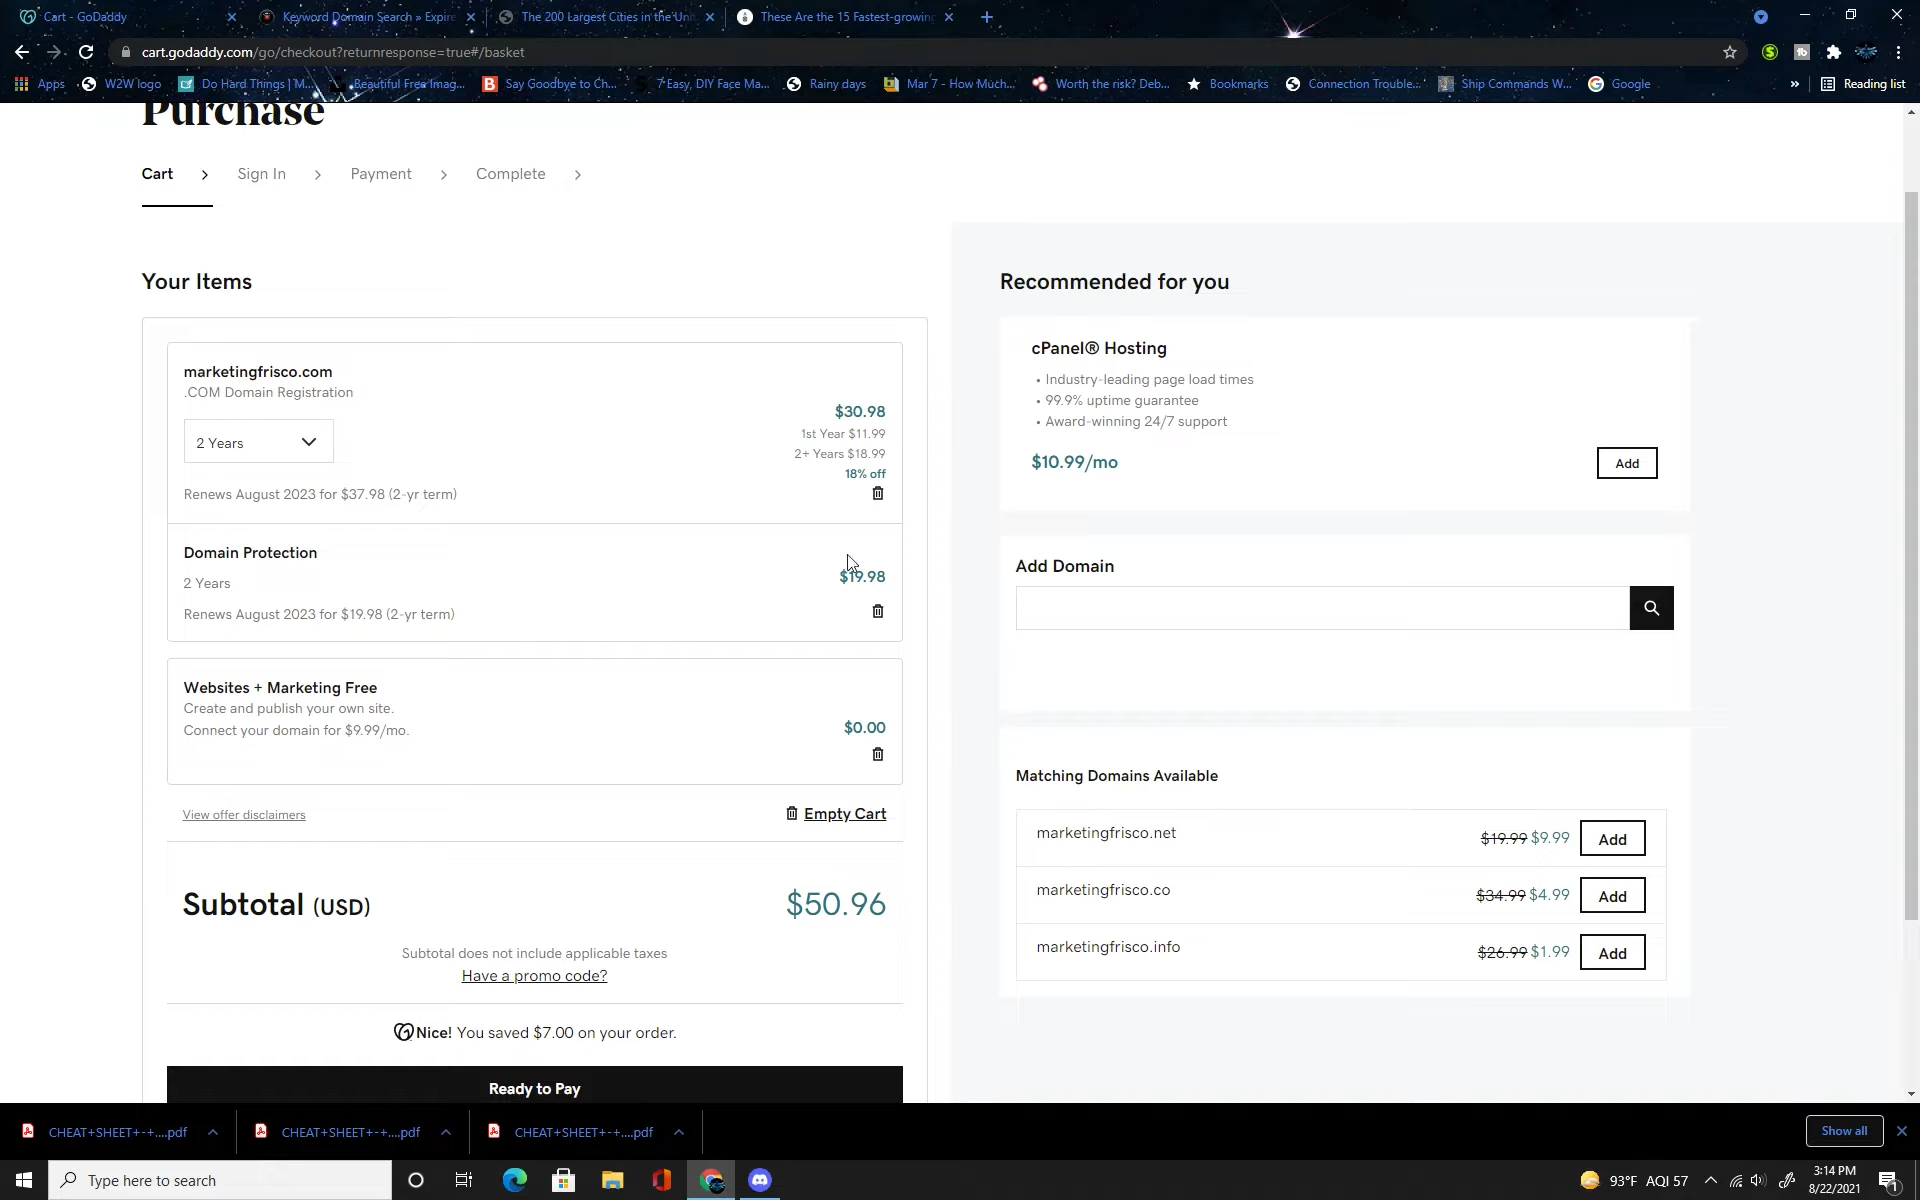 Cart - GoDaddy
Keyword Domain Search » Expire
The 200 Largest Cities in the Uni
These Are the 15 Fastest-growing
cart.godaddy.com/go/checkout?returnresponse=true#/basket
Apps
W2W logo
Do Hard Things | M...
Beautiful Free Imag...
Say Goodbye to Ch...
7 Easy, DIY Face Ma...
Rainy days
Mar 7 - How Much...
Worth the risk? Deb...
Bookmarks
Connection Trouble...
Ship Commands W...
Google
»
Reading list
Purchase
Cart > Sign In > Payment > Complete >
Your Items
marketingfrisco.com
.COM Domain Registration
$30.98
2 Years
1st Year $11.99
2+ Years $18.99
18% off
Renews August 2023 for $37.98 (2-yr term)
Domain Protection
2 Years
$19.98
Renews August 2023 for $19.98 (2-yr term)
Websites + Marketing Free
Create and publish your own site.
Connect your domain for $9.99/mo.
$0.00
View offer disclaimers
Empty Cart
Subtotal (USD)
$50.96
Subtotal does not include applicable taxes
Have a promo code?
Nice! You saved $7.00 on your order.
Ready to Pay
Recommended for you
cPanel® Hosting
• Industry-leading page load times
• 99.9% uptime guarantee
• Award-winning 24/7 support
$10.99/mo
Add
Add Domain
Matching Domains Available
marketingfrisco.net
$19.99 $9.99
Add
marketingfrisco.co
$34.99 $4.99
Add
marketingfrisco.info
$26.99 $1.99
Add
CHEAT+SHEET+-+....pdf
CHEAT+SHEET+-+....pdf
CHEAT+SHEET+-+....pdf
Show all
Type here to search
93°F AQI 57
3:14 PM
8/22/2021
1